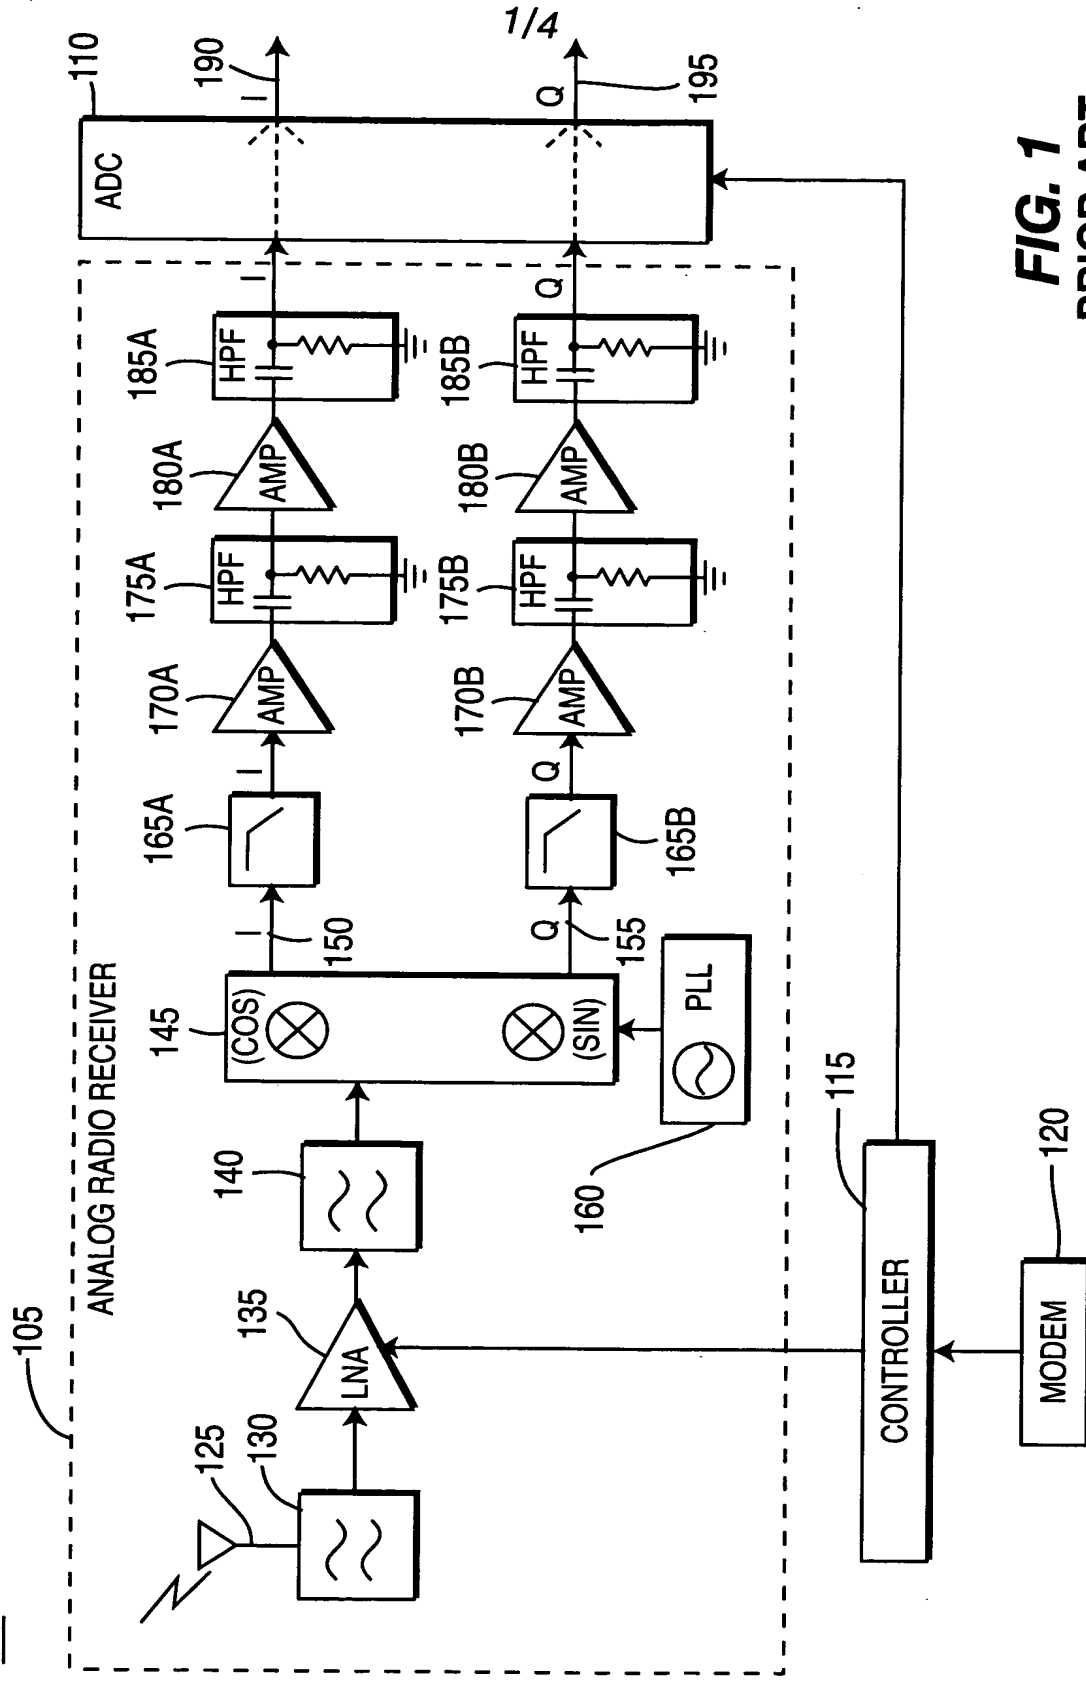 1/4
105
ANALOG RADIO RECEIVER
125
130
LNA
135
140
145
(COS)
(SIN)
I
150
Q
155
PLL
160
165A
165B
I
Q
170A
AMP
170B
AMP
175A
HPF
175B
HPF
180A
AMP
180B
AMP
185A
HPF
185B
HPF
I
Q
ADC
110
I
190
Q
195
CONTROLLER
115
MODEM
120
FIG. 1
PRIOR ART